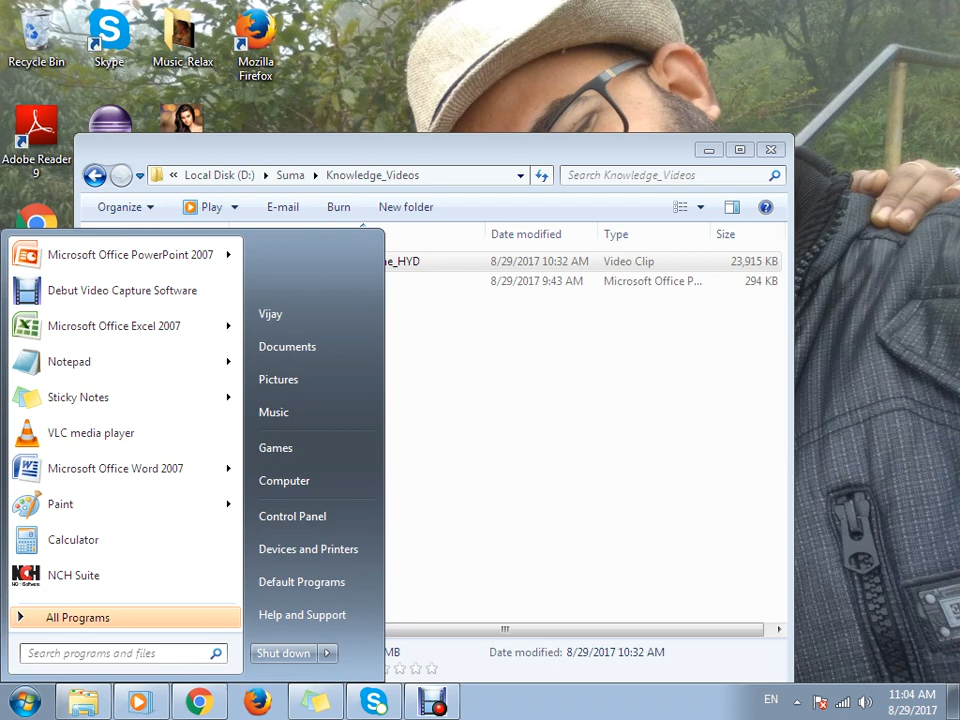 Recycle Bin
Skype
Music_Relax
Mozilla
Firefox
Adobe Reader
9
Local Disk (D:)
Suma
Knowledge_Videos
Search Knowledge_Videos
Organize
Play
E-mail
Burn
New folder
Date modified
Type
Size
ne_HYD
8/29/2017 10:32 AM
Video Clip
23,915 KB
8/29/2017 9:43 AM
Microsoft Office P...
294 KB
Microsoft Office PowerPoint 2007
Debut Video Capture Software
Microsoft Office Excel 2007
Notepad
Sticky Notes
VLC media player
Microsoft Office Word 2007
Paint
Calculator
NCH Suite
All Programs
Search programs and files
Vijay
Documents
Pictures
Music
Games
Computer
Control Panel
Devices and Printers
Default Programs
Help and Support
Shut down
MB
Date modified: 8/29/2017 10:32 AM
EN
11:04 AM
8/29/2017